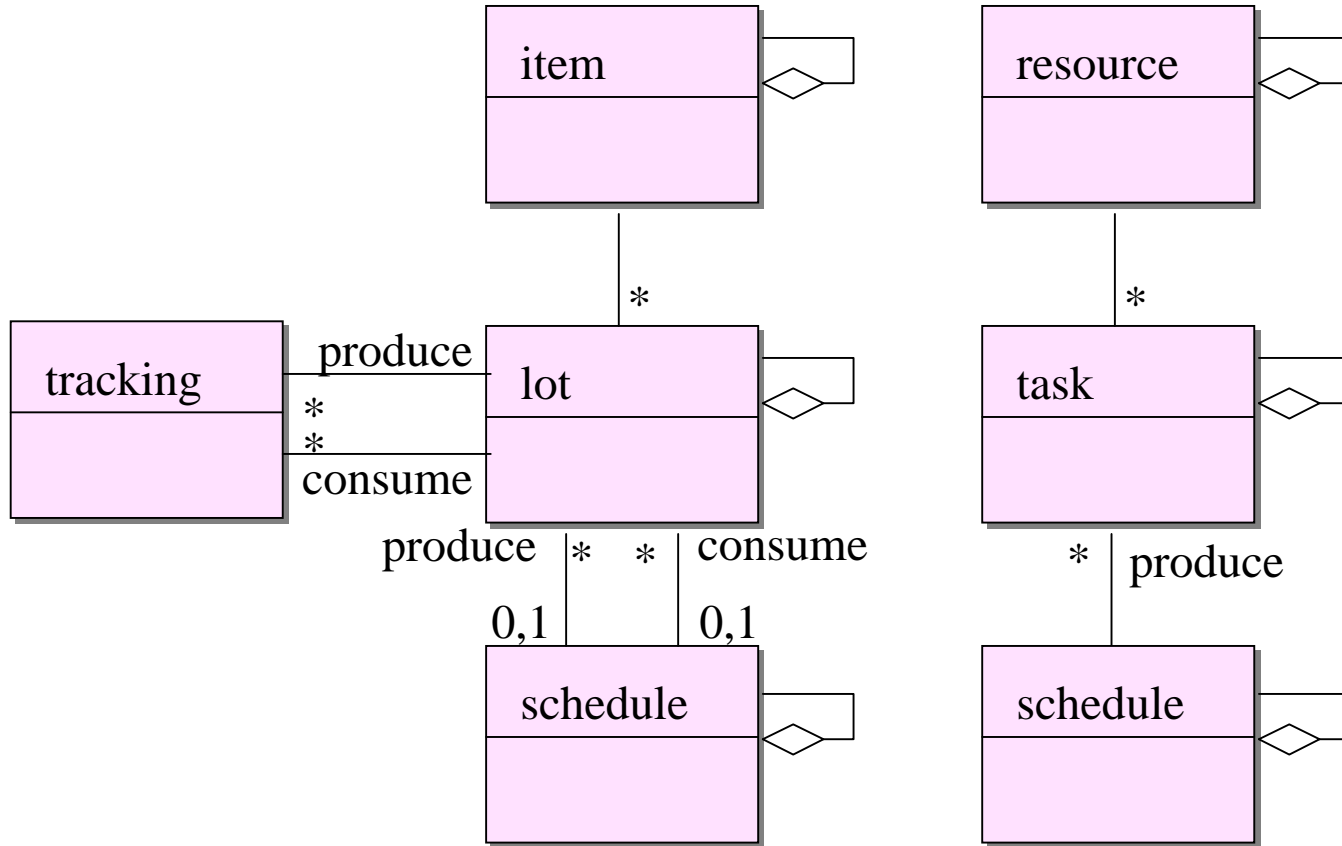 item
resource
*
*
tracking
produce
lot
task
*
*
consume
produce
*
*
consume
*
produce
0,1
0,1
schedule
schedule